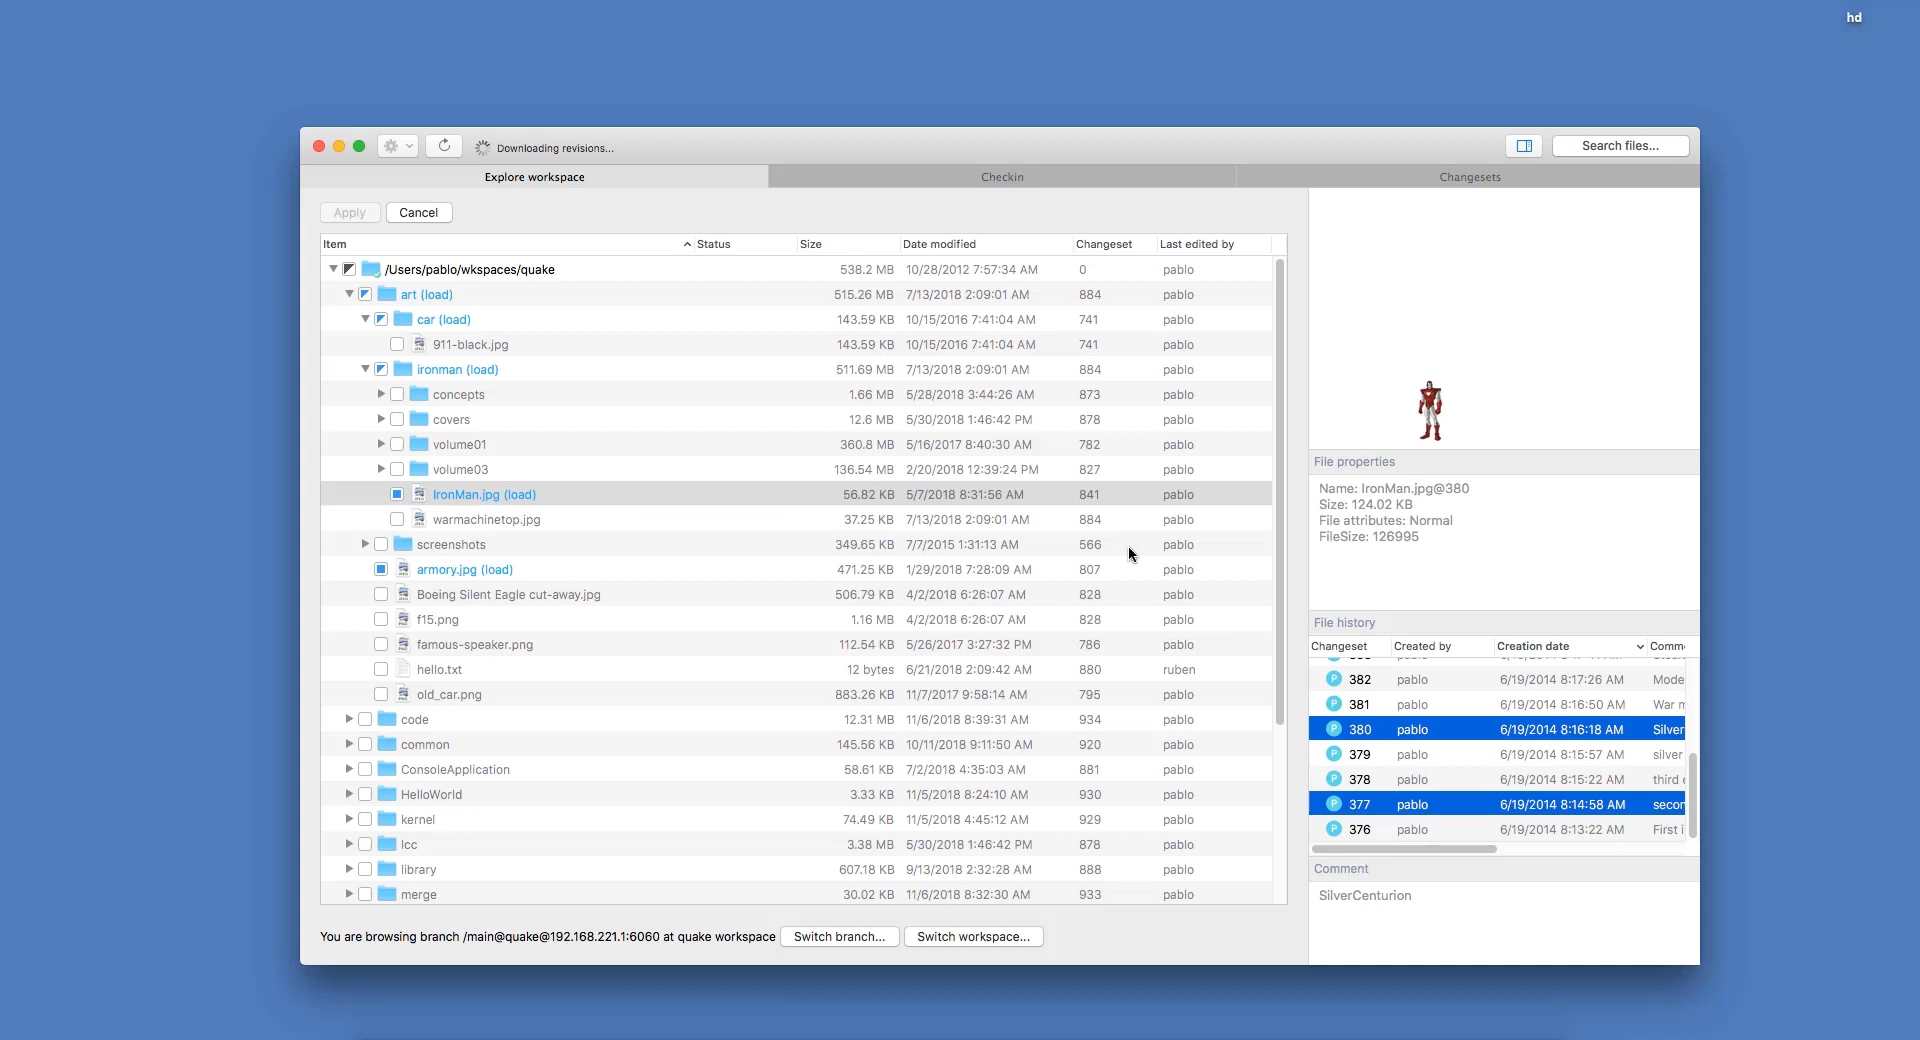 hd
Downloading revisions...
Search files...
Explore workspace Checkin Changesets
Apply Cancel
Item Status Size Date modified Changeset Last edited by
/Users/pablo/wkspaces/quake 538.2 MB 10/28/2012 7:57:34 AM 0 pablo
art (load) 515.26 MB 7/13/2018 2:09:01 AM 884 pablo
car (load) 143.59 KB 10/15/2016 7:41:04 AM 741 pablo
911-black.jpg 143.59 KB 10/15/2016 7:41:04 AM 741 pablo
ironman (load) 511.69 MB 7/13/2018 2:09:01 AM 884 pablo
concepts 1.66 MB 5/28/2018 3:44:26 AM 873 pablo
covers 12.6 MB 5/30/2018 1:46:42 PM 878 pablo
volume01 360.8 MB 5/16/2017 8:40:30 AM 782 pablo
volume03 136.54 MB 2/20/2018 12:39:24 PM 827 pablo
IronMan.jpg (load) 56.82 KB 5/7/2018 8:31:56 AM 841 pablo
warmachinetop.jpg 37.25 KB 7/13/2018 2:09:01 AM 884 pablo
screenshots 349.65 KB 7/7/2015 1:31:13 AM 566 pablo
armory.jpg (load) 471.25 KB 1/29/2018 7:28:09 AM 807 pablo
Boeing Silent Eagle cut-away.jpg 506.79 KB 4/2/2018 6:26:07 AM 828 pablo
f15.png 1.16 MB 4/2/2018 6:26:07 AM 828 pablo
famous-speaker.png 112.54 KB 5/26/2017 3:27:32 PM 786 pablo
hello.txt 12 bytes 6/21/2018 2:09:42 AM 880 ruben
old_car.png 883.26 KB 11/7/2017 9:58:14 AM 795 pablo
code 12.31 MB 11/6/2018 8:39:31 AM 934 pablo
common 145.56 KB 10/11/2018 9:11:50 AM 920 pablo
ConsoleApplication 58.61 KB 7/2/2018 4:35:03 AM 881 pablo
HelloWorld 3.33 KB 11/5/2018 8:24:10 AM 930 pablo
kernel 74.49 KB 11/5/2018 4:45:12 AM 929 pablo
lcc 3.38 MB 5/30/2018 1:46:42 PM 878 pablo
library 607.18 KB 9/13/2018 2:32:28 AM 888 pablo
merge 30.02 KB 11/6/2018 8:32:30 AM 933 pablo
You are browsing branch /main@quake@192.168.221.1:6060 at quake workspace Switch branch... Switch workspace...
File properties
Name: IronMan.jpg@380
Size: 124.02 KB
File attributes: Normal
FileSize: 126995
File history
Changeset Created by Creation date Comm
P 382 pablo 6/19/2014 8:17:26 AM Mode
P 381 pablo 6/19/2014 8:16:50 AM War m
P 380 pablo 6/19/2014 8:16:18 AM Silver
P 379 pablo 6/19/2014 8:15:57 AM silver
P 378 pablo 6/19/2014 8:15:22 AM third e
P 377 pablo 6/19/2014 8:14:58 AM secon
P 376 pablo 6/19/2014 8:13:22 AM First i
Comment
SilverCenturion